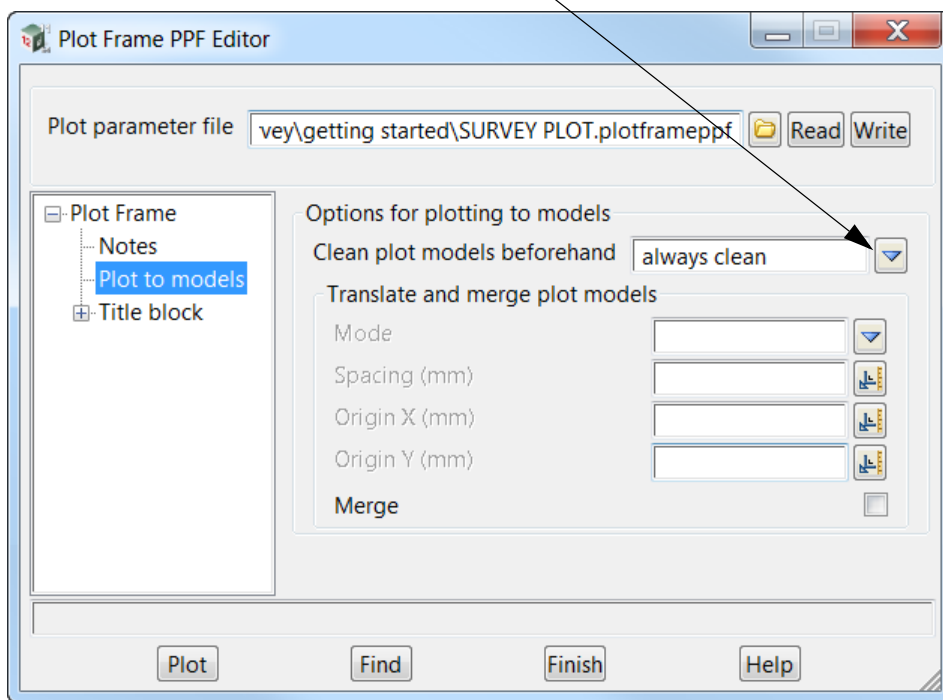 Plot Frame PPF Editor
Plot parameter file vey\getting started\SURVEY PLOT.plotframeppf Read Write
Plot Frame
Notes
Plot to models
Title block
Options for plotting to models
Clean plot models beforehand always clean
Translate and merge plot models
Mode
Spacing (mm)
Origin X (mm)
Origin Y (mm)
Merge
Plot Find Finish Help